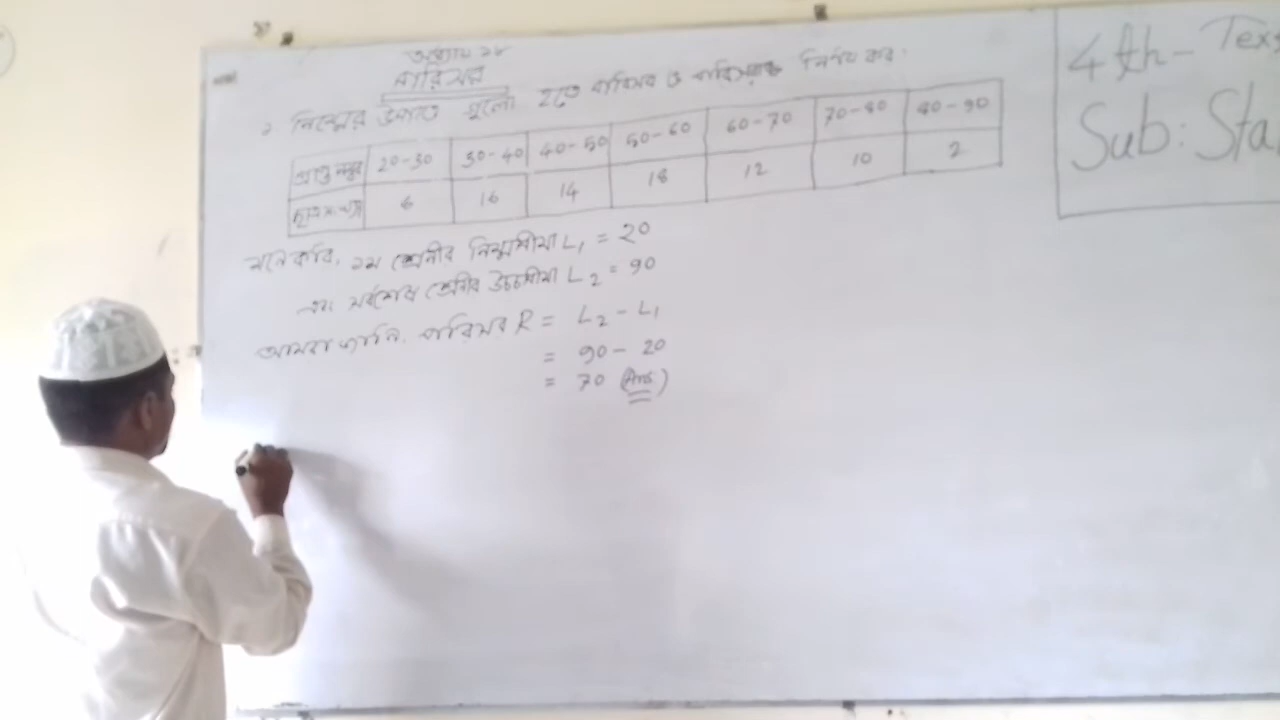 অধ্যায় ১৮
পরিসর
১ নিম্নের উপাত্ত গুলো হতে পরিসর ও পরিসরাঙ্ক নির্ণয় কর।
প্রাপ্ত নম্বর 20-30 30-40 40-50 50-60 60-70 70-80 80-90
ছাত্র সংখ্যা 6 16 14 18 12 10 2
মনে করি, ১ম শ্রেণীর নিম্নসীমা L₁ = 20
এবং সর্বশেষ শ্রেণীর উচ্চসীমা L₂ = 90
আমরা জানি, পরিসর R = L₂ - L₁
= 90 - 20
= 70 (Ans)
4th - Tex
Sub: Sta